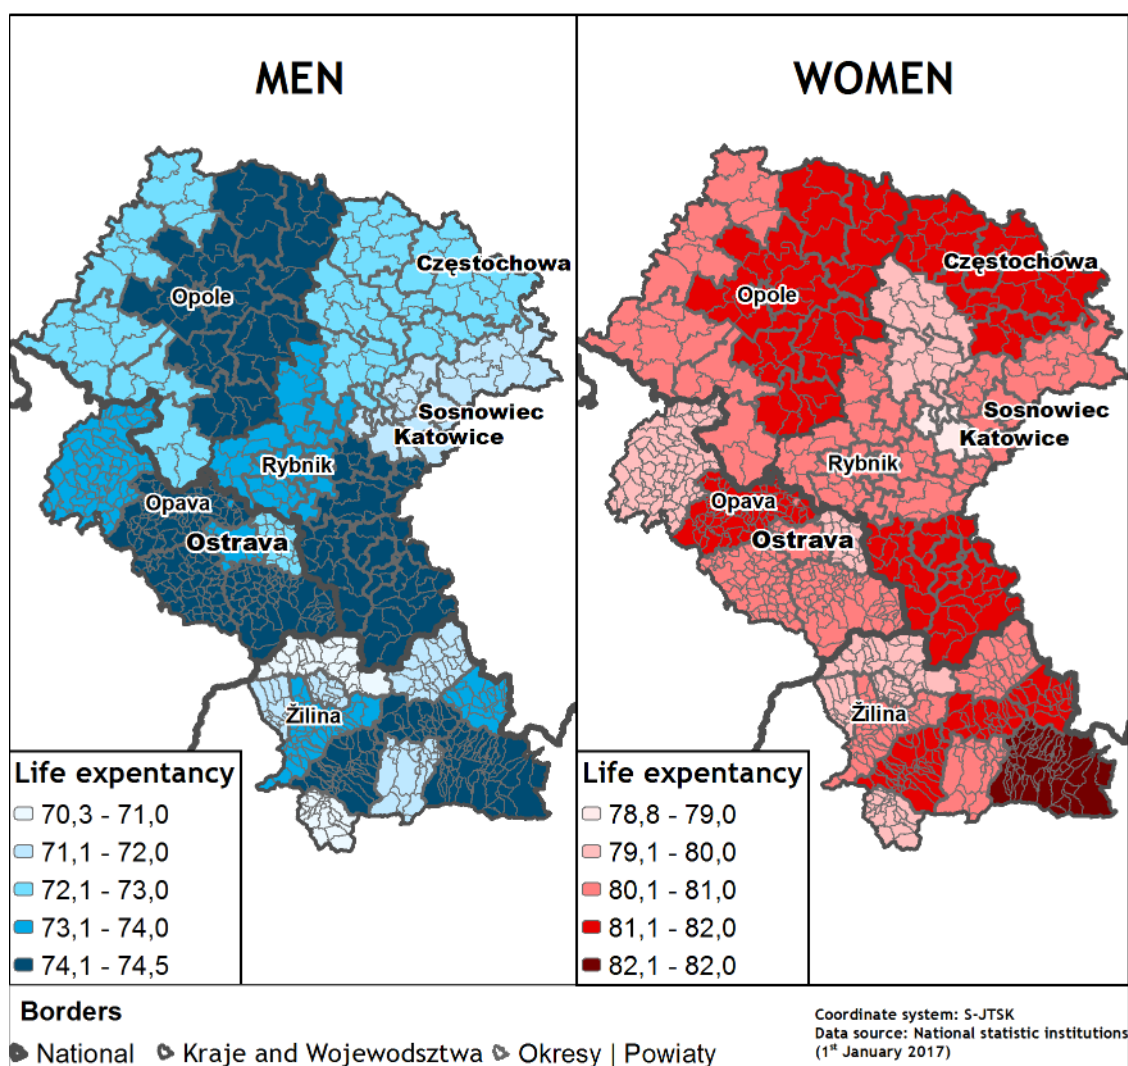 MEN
Częstochowa
Opole
Sosnowiec
Katowice
Rybnik
Opava
Ostrava
Žilina
Life expentancy
70,3 - 71,0
71,1 - 72,0
72,1 - 73,0
73,1 - 74,0
74,1 - 74,5
WOMEN
Częstochowa
Opole
Sosnowiec
Katowice
Rybnik
Opava
Ostrava
Žilina
Life expentancy
78,8 - 79,0
79,1 - 80,0
80,1 - 81,0
81,1 - 82,0
82,1 - 82,0
Borders
National
Kraje and Wojewodsztwa
Okresy | Powiaty
Coordinate system: S-JTSK
Data source: National statistic institutions
(1st January 2017)